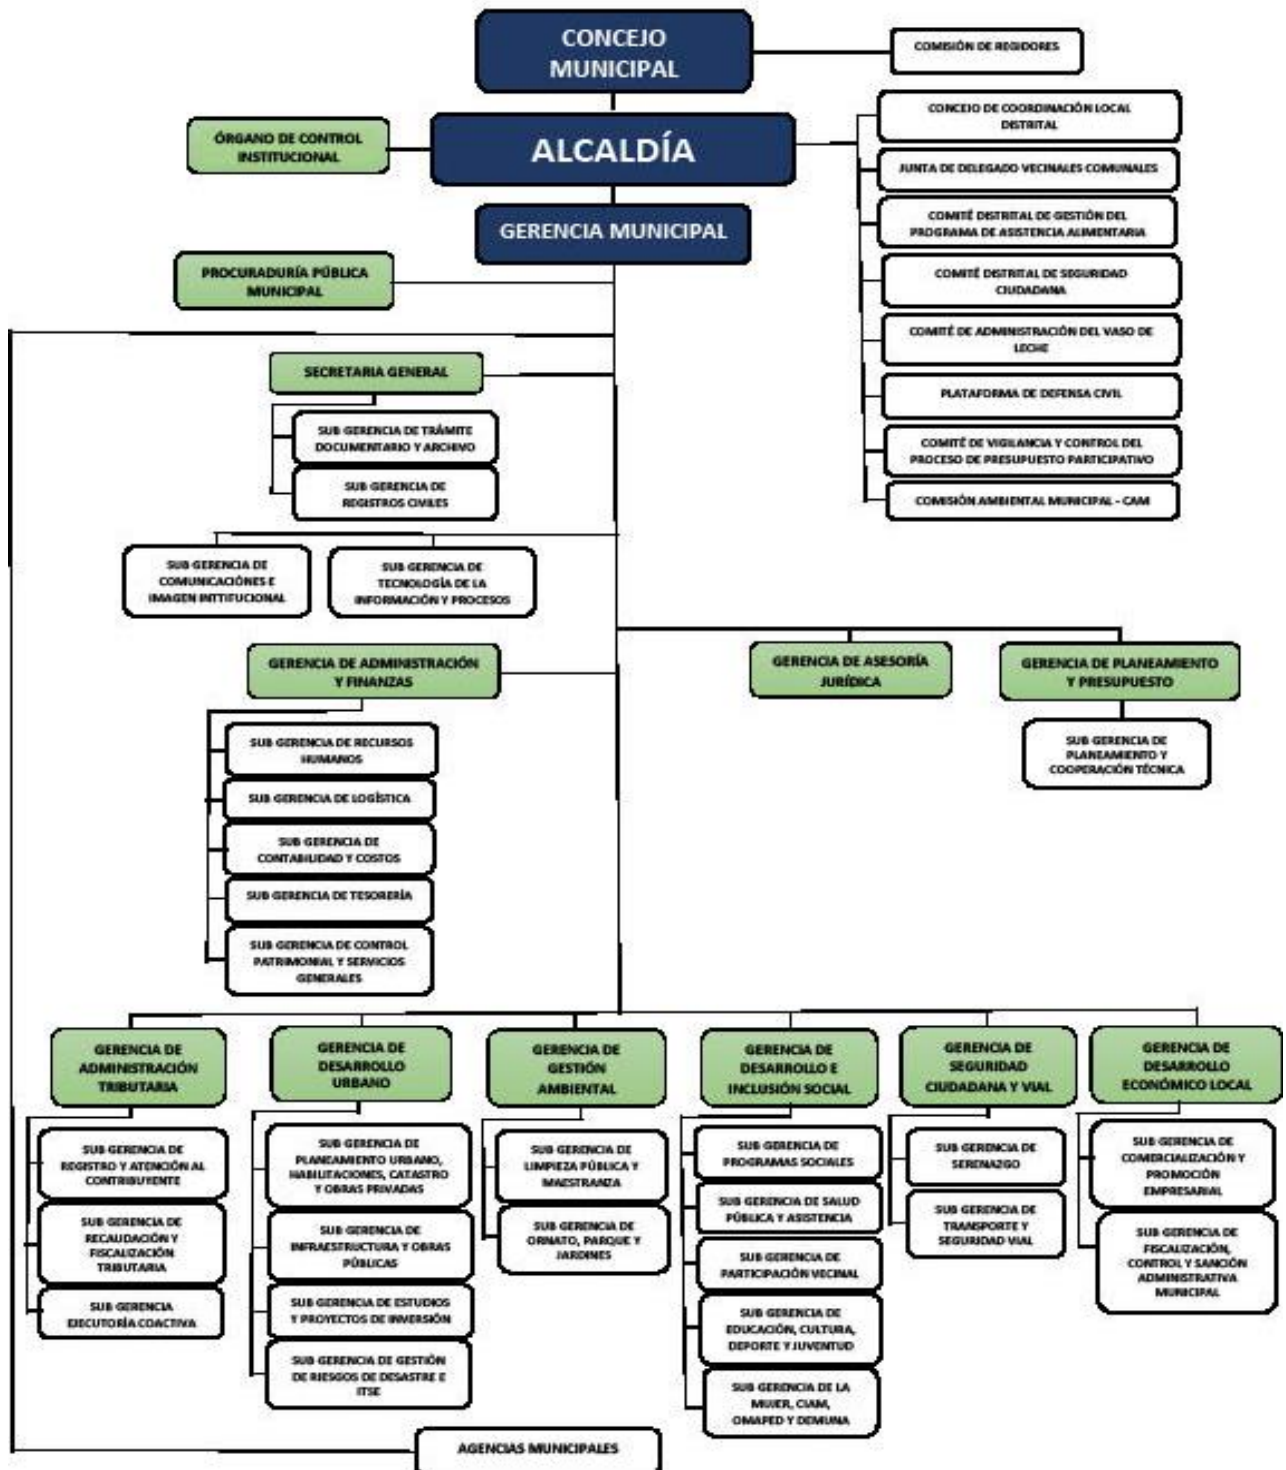 CONCEJO
MUNICIPAL
COMISIÓN DE REGIDORES
ÓRGANO DE CONTROL
INSTITUCIONAL
ALCALDÍA
GERENCIA MUNICIPAL
CONCEJO DE COORDINACIÓN LOCAL
DISTRITAL
JUNTA DE DELEGADO VECINALES COMUNALES
COMITÉ DISTRITAL DE GESTIÓN DEL
PROGRAMA DE ASISTENCIA ALIMENTARIA
COMITÉ DISTRITAL DE SEGURIDAD
CIUDADANA
COMITÉ DE ADMINISTRACIÓN DEL VASO DE
LECHE
PLATAFORMA DE DEFENSA CIVIL
COMITÉ DE VIGILANCIA Y CONTROL DEL
PROCESO DE PRESUPUESTO PARTICIPATIVO
COMISIÓN AMBIENTAL MUNICIPAL - CAM
PROCURADURÍA PÚBLICA
MUNICIPAL
SECRETARIA GENERAL
SUB GERENCIA DE TRÁMITE
DOCUMENTARIO Y ARCHIVO
SUB GERENCIA DE
REGISTROS CIVILES
SUB GERENCIA DE
COMUNICACIÓNES E
IMAGEN INTTITUCIONAL
SUB GERENCIA DE
TECNOLOGÍA DE LA
INFORMACIÓN Y PROCESOS
GERENCIA DE ASESORÍA
JURÍDICA
GERENCIA DE PLANEAMIENTO
Y PRESUPUESTO
SUB GERENCIA DE
PLANEAMIENTO Y
COOPERACIÓN TÉCNICA
GERENCIA DE ADMINISTRACIÓN
Y FINANZAS
SUB GERENCIA DE RECURSOS
HUMANOS
SUB GERENCIA DE LOGÍSTICA
SUB GERENCIA DE
CONTABILIDAD Y COSTOS
SUB GERENCIA DE TESORERÍA
SUB GERENCIA DE CONTROL
PATRIMONIAL Y SERVICIOS
GENERALES
GERENCIA DE
ADMINISTRACIÓN
TRIBUTARIA
SUB GERENCIA DE
REGISTRO Y ATENCIÓN AL
CONTRIBUYENTE
SUB GERENCIA DE
RECAUDACIÓN Y
FISCALIZACIÓN
TRIBUTARIA
SUB GERENCIA
EJECUTORÍA COACTIVA
GERENCIA DE
DESARROLLO
URBANO
SUB GERENCIA DE
PLANEAMIENTO URBANO,
HABILITACIONES, CATASTRO
Y OBRAS PRIVADAS
SUB GERENCIA DE
INFRAESTRUCTURA Y OBRAS
PÚBLICAS
SUB GERENCIA DE ESTUDIOS
Y PROYECTOS DE INVERSIÓN
SUB GERENCIA DE GESTIÓN
DE RIESGOS DE DESASTRE E
ITSE
GERENCIA DE
GESTIÓN
AMBIENTAL
SUB GERENCIA DE
LIMPIEZA PÚBLICA Y
MAESTRANZA
SUB GERENCIA DE
ORNATO, PARQUE Y
JARDINES
GERENCIA DE
DESARROLLO E
INCLUSIÓN SOCIAL
SUB GERENCIA DE
PROGRAMAS SOCIALES
SUB GERENCIA DE SALUD
PÚBLICA Y ASISTENCIA
SUB GERENCIA DE
PARTICIPACIÓN VECINAL
SUB GERENCIA DE
EDUCACIÓN, CULTURA,
DEPORTE Y JUVENTUD
SUB GERENCIA DE LA
MUJER, CIAM,
OMAPED Y DEMUNA
GERENCIA DE
SEGURIDAD
CIUDADANA Y VIAL
SUB GERENCIA DE
SERENAZGO
SUB GERENCIA DE
TRANSPORTE Y
SEGURIDAD VIAL
GERENCIA DE
DESARROLLO
ECONÓMICO LOCAL
SUB GERENCIA DE
COMERCIALIZACIÓN Y
PROMOCIÓN
EMPRESARIAL
SUB GERENCIA DE
FISCALIZACIÓN,
CONTROL Y SANCIÓN
ADMINISTRATIVA
MUNICIPAL
AGENCIAS MUNICIPALES